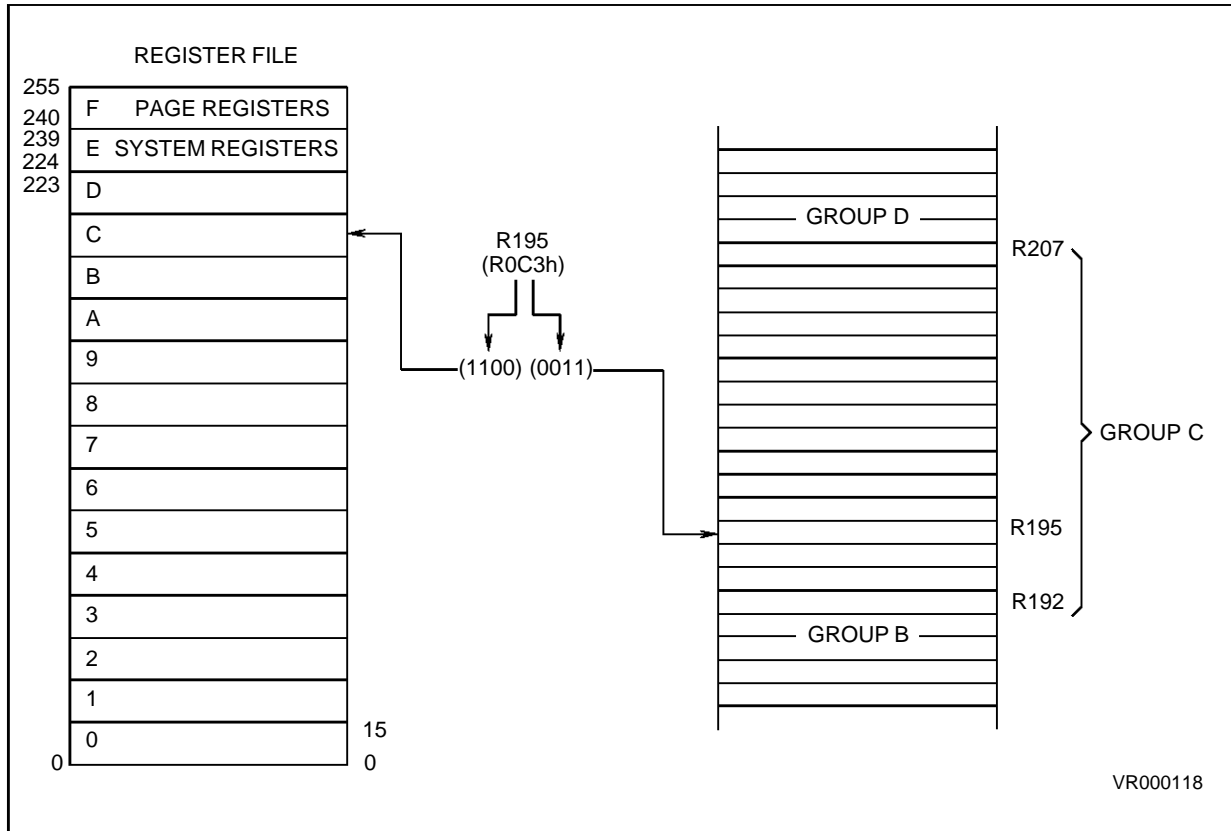 REGISTER FILE
255
240
239
224
223
F PAGE REGISTERS
E SYSTEM REGISTERS
D
C
B
A
9
8
7
6
5
4
3
2
1
0
15
0
0
R195
(R0C3h)
(1100) (0011)
GROUP D
R207
GROUP C
R195
R192
GROUP B
VR000118